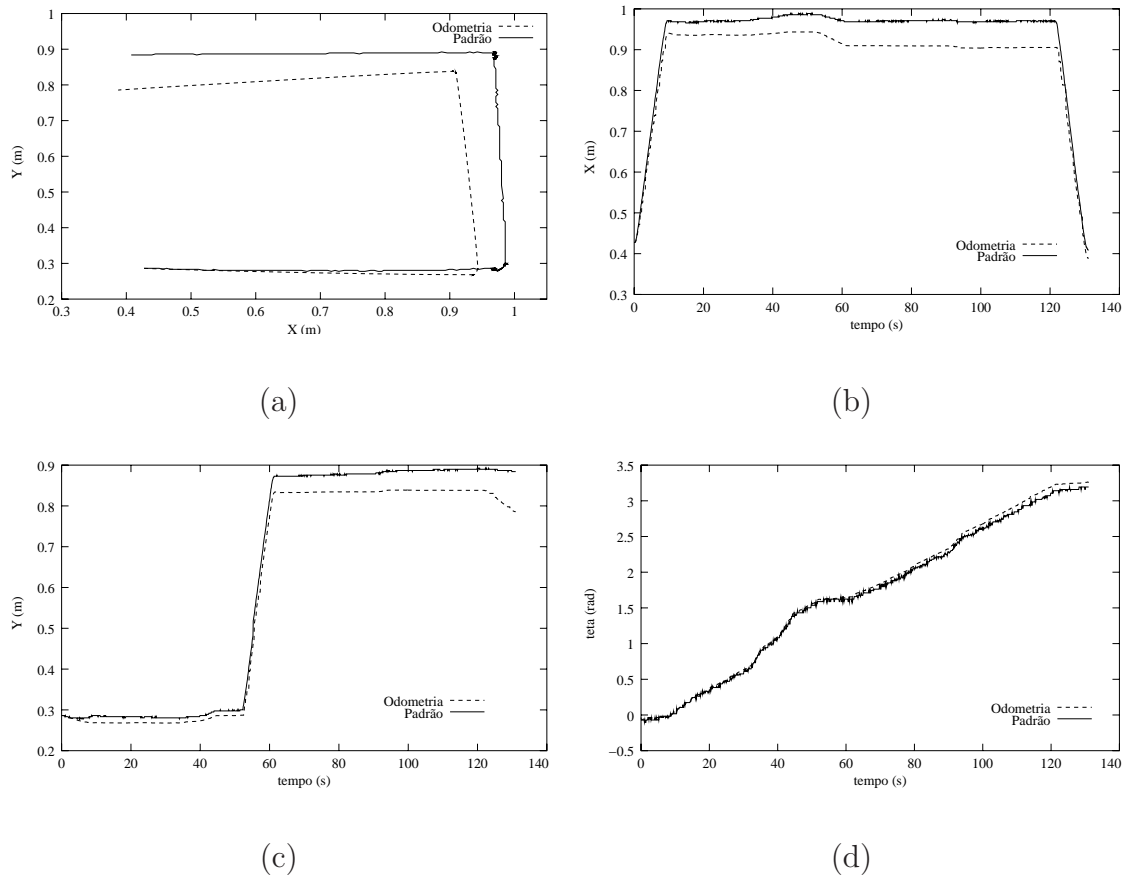 1
0.9
0.8
0.7
0.6
0.5
0.4
0.3
0.2
Y (m)
Odometria
Padrão
0.3 0.4 0.5 0.6 0.7 0.8 0.9 1
X (m)
(a)
1
0.9
0.8
0.7
0.6
0.5
0.4
0.3
X (m)
Odometria
Padrão
0 20 40 60 80 100 120 140
tempo (s)
(b)
0.9
0.8
0.7
0.6
0.5
0.4
0.3
0.2
Y (m)
Odometria
Padrão
0 20 40 60 80 100 120 140
tempo (s)
(c)
3.5
3
2.5
2
1.5
1
0.5
0
−0.5
teta (rad)
Odometria
Padrão
0 20 40 60 80 100 120 140
tempo (s)
(d)